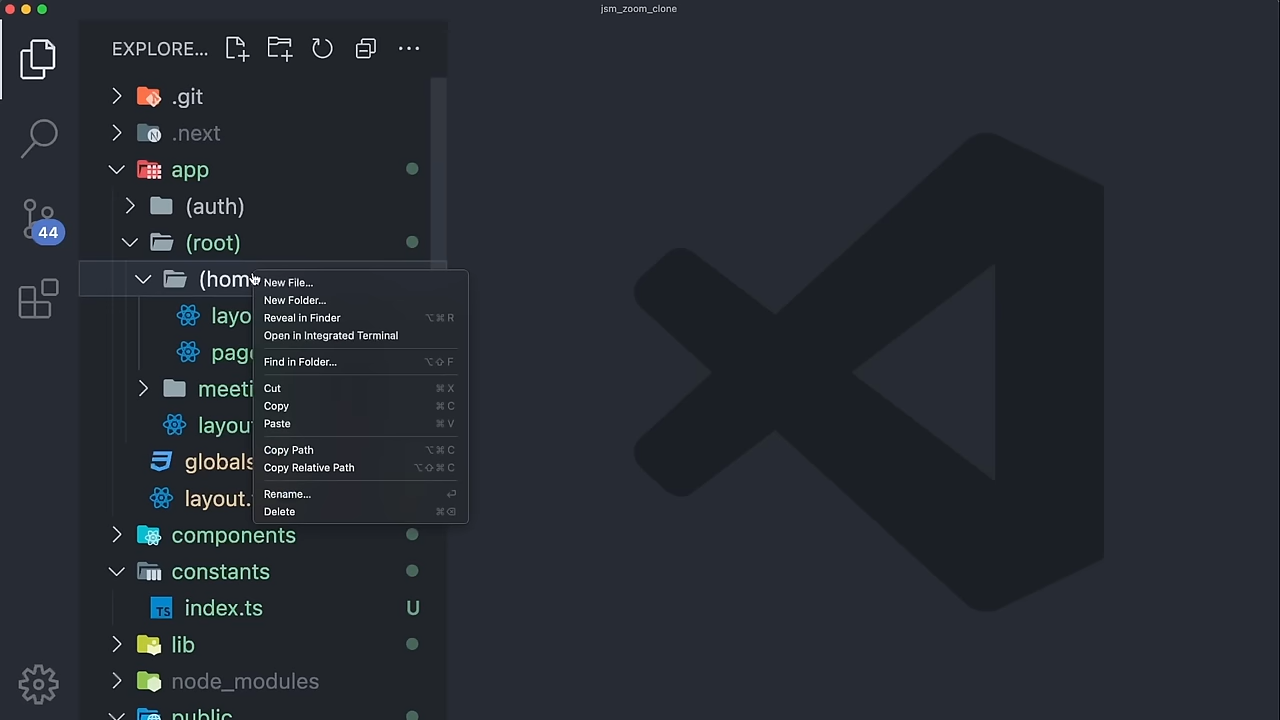 jsm_zoom_clone
EXPLORE...
.git
.next
app
(auth)
(root)
(hom
layo
page
meeti
layou
globals
layout.
components
constants
index.ts U
lib
node_modules
public
44
New File...
New Folder...
Reveal in Finder ⌥⌘R
Open in Integrated Terminal
Find in Folder... ⌥⇧F
Cut ⌘X
Copy ⌘C
Paste ⌘V
Copy Path ⌥⌘C
Copy Relative Path ⌥⇧⌘C
Rename... ⏎
Delete ⌘⌫